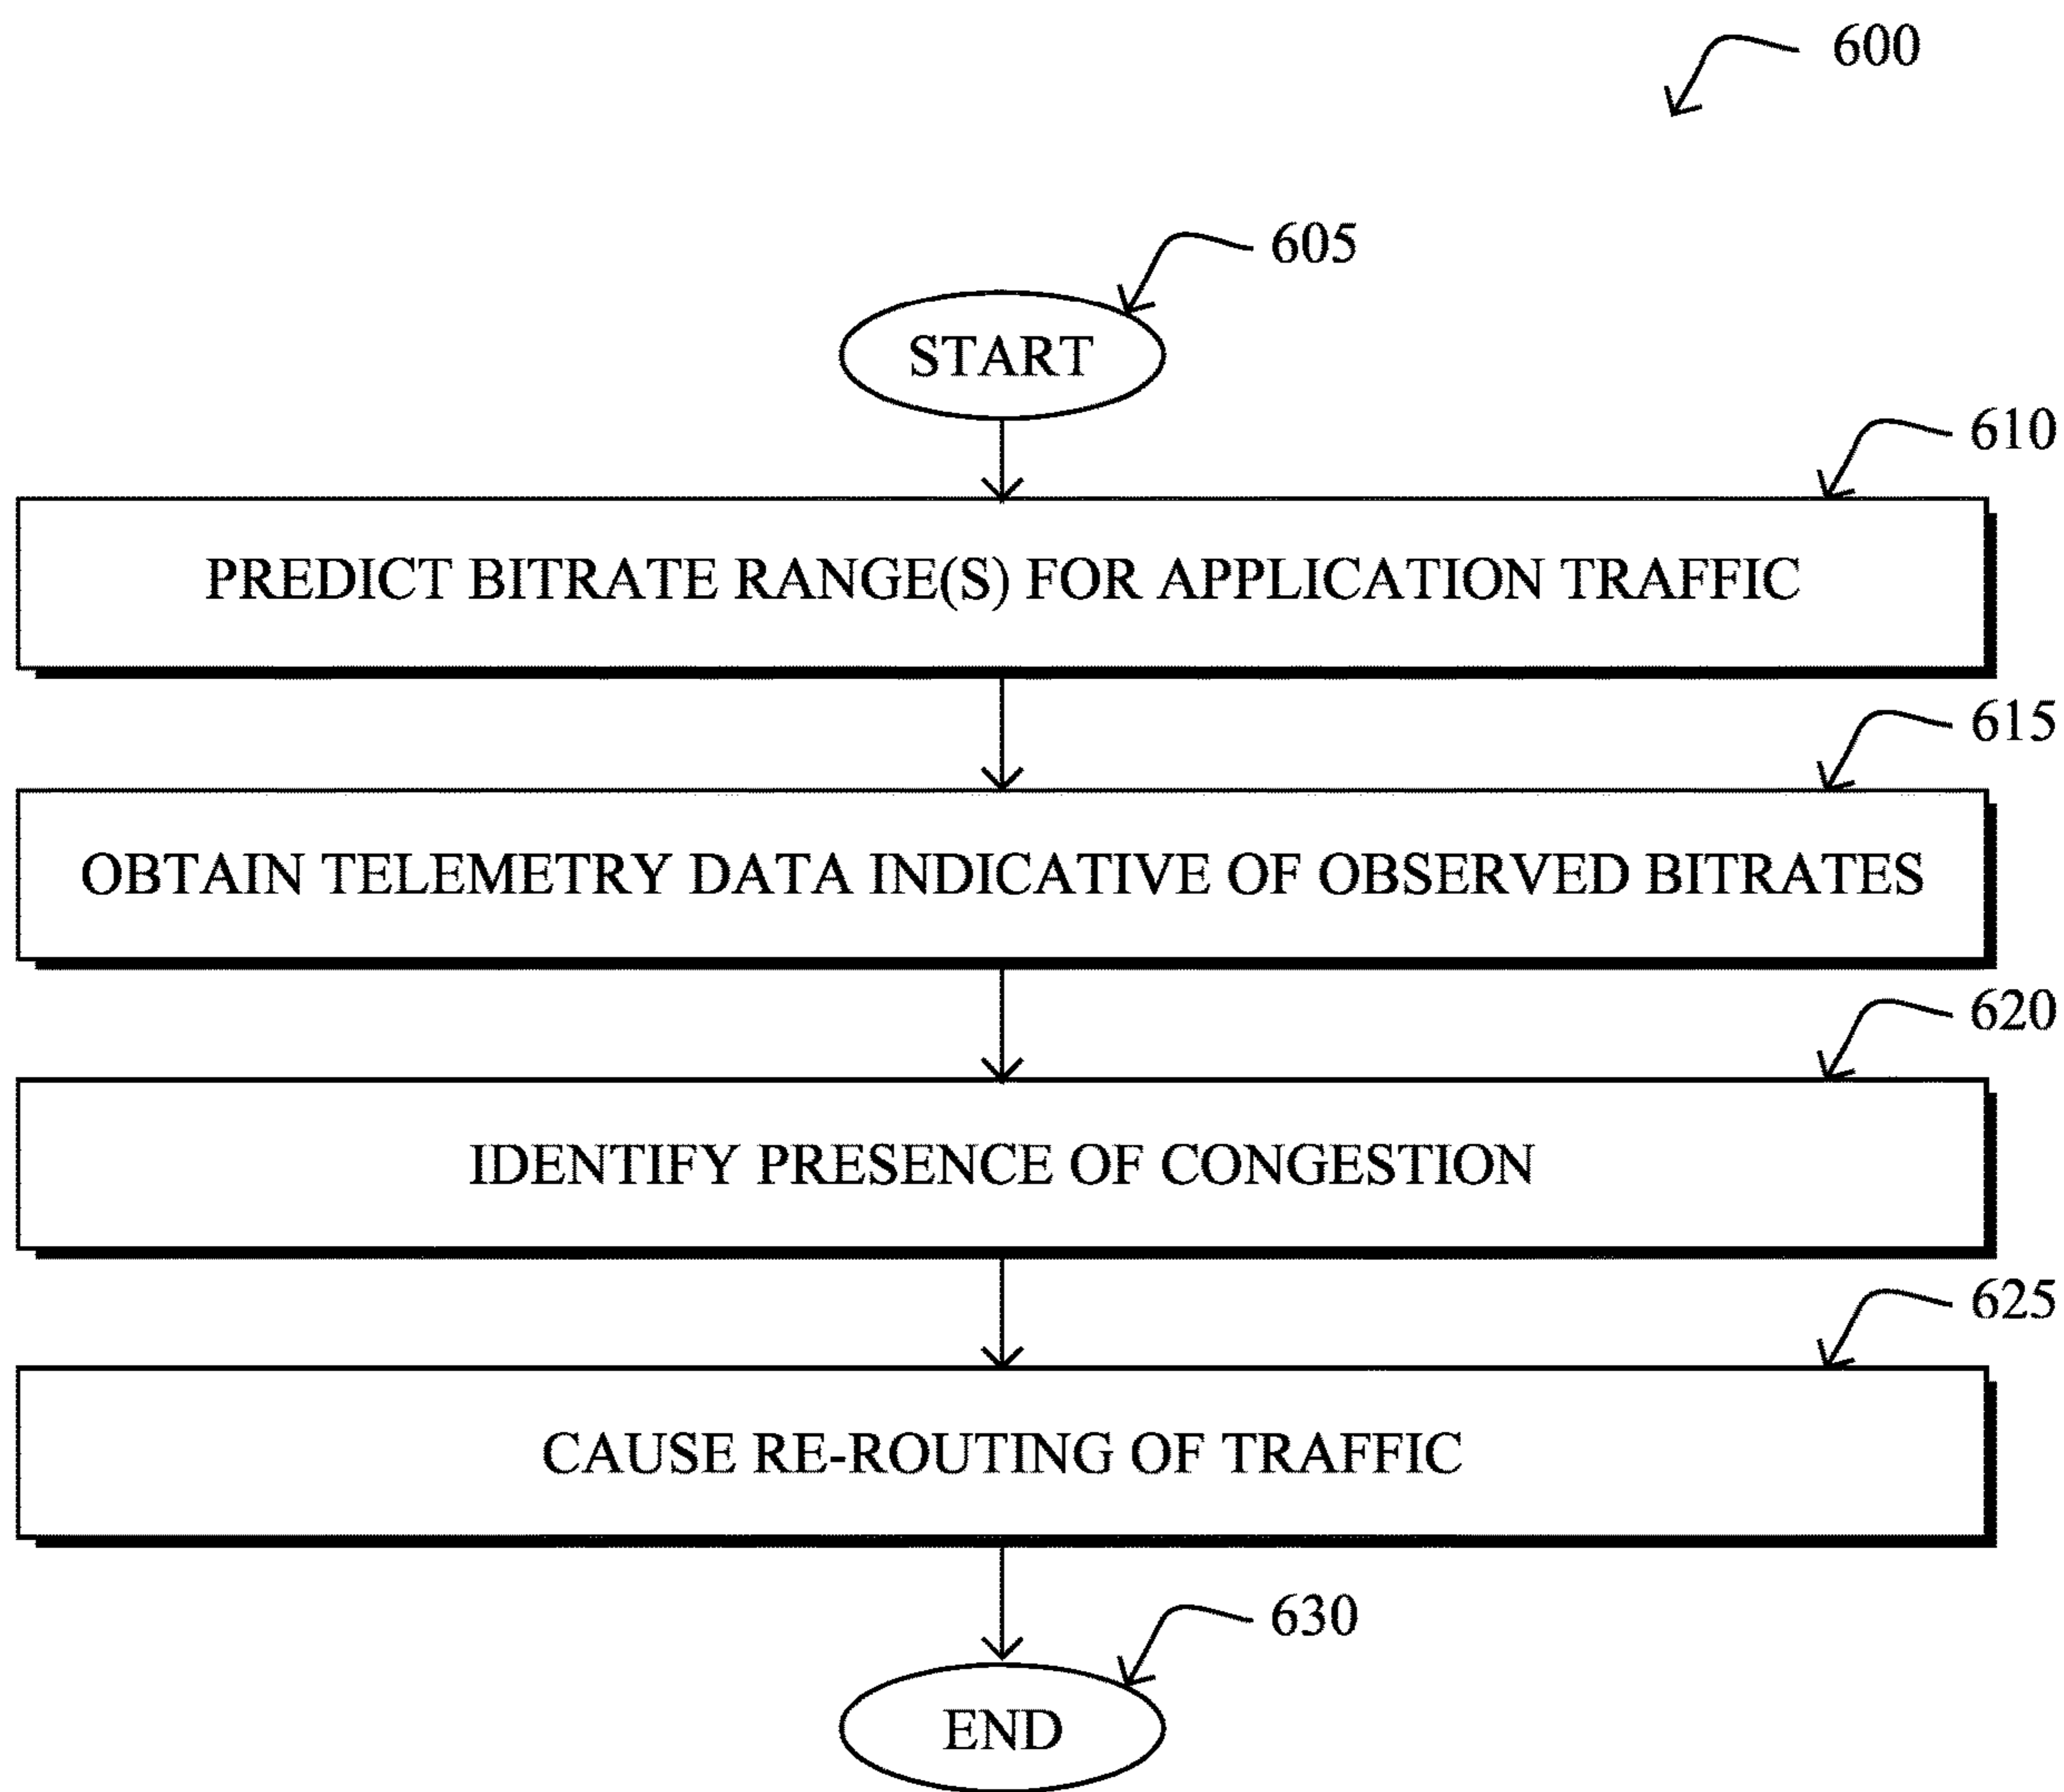 600
605
START
610
PREDICT BITRATE RANGE(S) FOR APPLICATION TRAFFIC
615
OBTAIN TELEMETRY DATA INDICATIVE OF OBSERVED BITRATES
620
IDENTIFY PRESENCE OF CONGESTION
625
CAUSE RE-ROUTING OF TRAFFIC
630
END